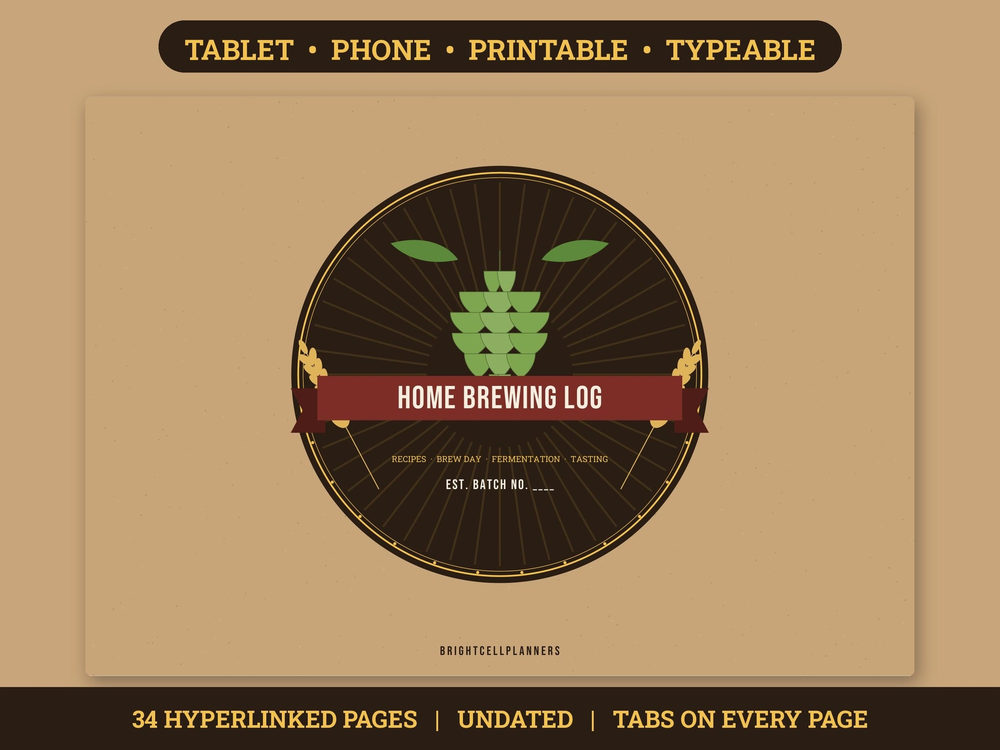 TABLET • PHONE • PRINTABLE • TYPEABLE
HOME BREWING LOG
RECIPES · BREW DAY · FERMENTATION · TASTING
EST. BATCH NO. ____
BRIGHTCELLPLANNERS
34 HYPERLINKED PAGES | UNDATED | TABS ON EVERY PAGE